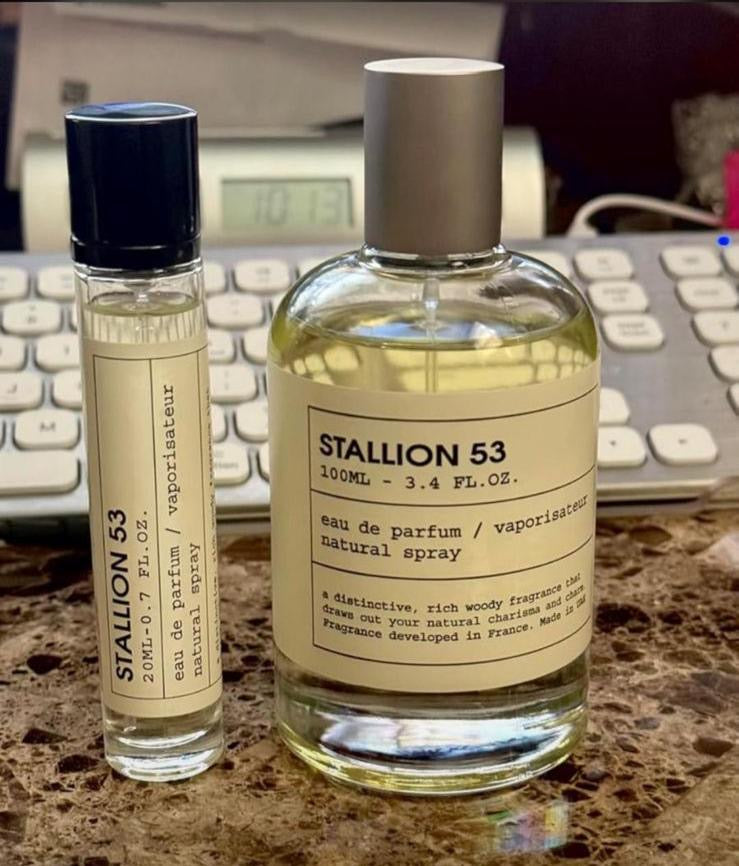 10 13
STALLION 53
20ML-0.7 FL.OZ.
eau de parfum / vaporisateur
natural spray
STALLION 53
100ML - 3.4 FL.OZ.
eau de parfum / vaporisateur
natural spray
a distinctive, rich woody fragrance that
draws out your natural charisma and charm.
Fragrance developed in France. Made in UAE
M